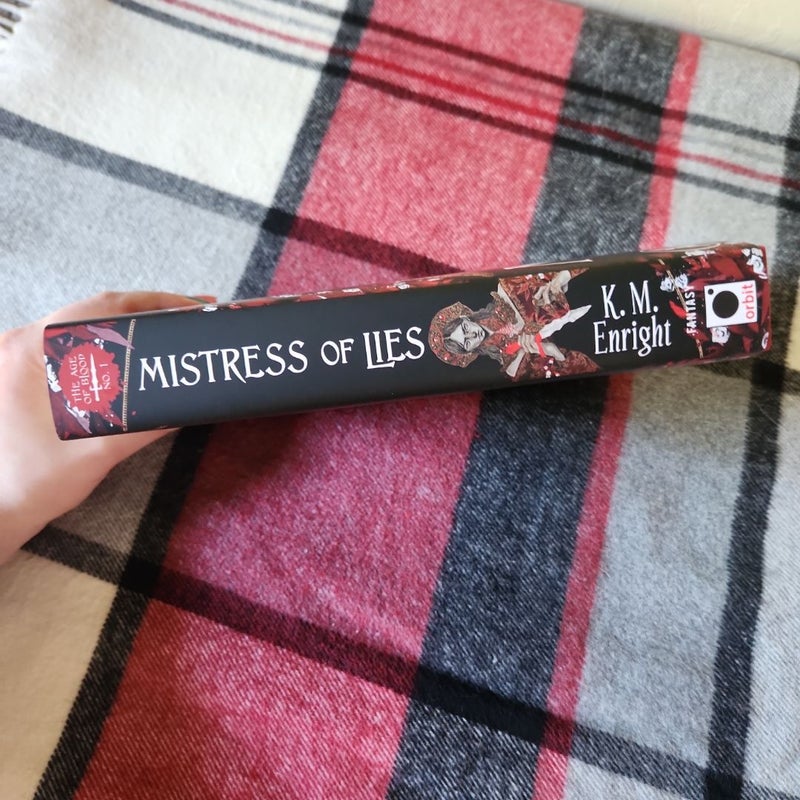 THE AGE
OF BLOOD
NO. 1
MISTRESS OF LIES
K. M.
Enright
FANTASY
orbit